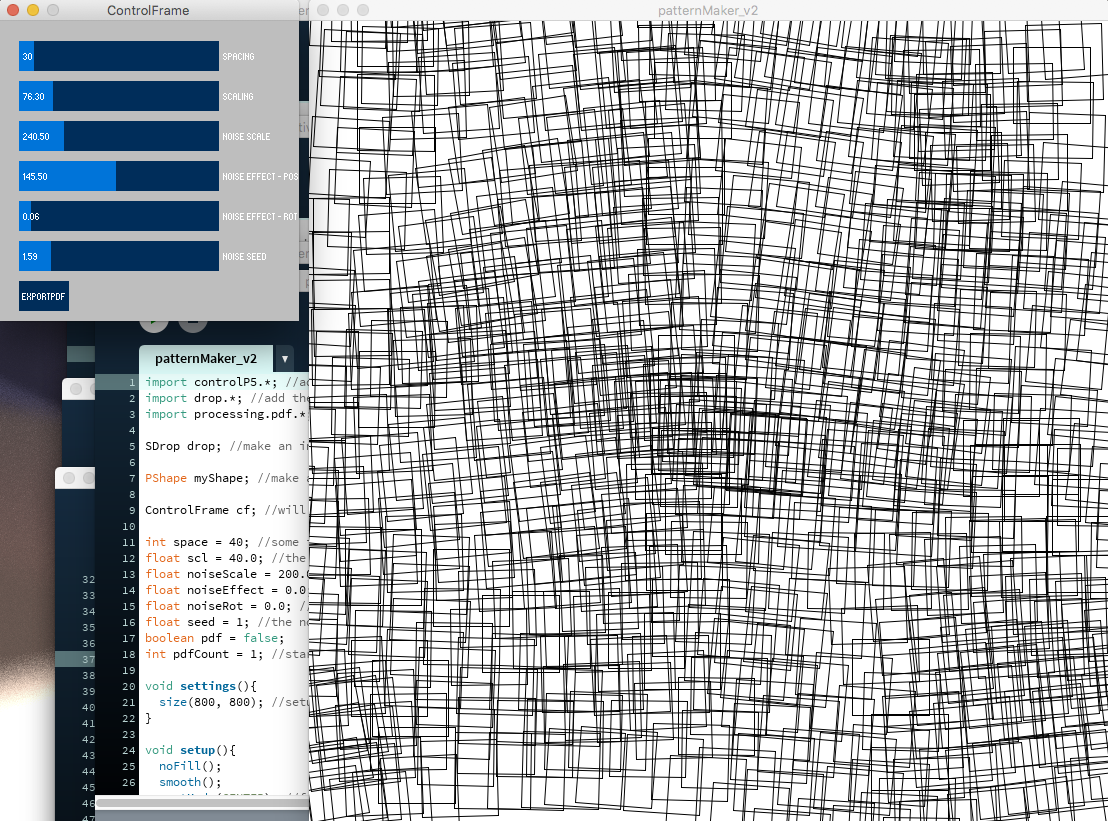 ControlFrame
patternMaker_v2
30 SPACING
76.30 SCALING
240.50 NOISE SCALE
145.50 NOISE EFFECT - POS
0.06 NOISE EFFECT - ROT
1.59 NOISE SEED
EXPORTPDF
patternMaker_v2
1 import controlP5.*; //ad
2 import drop.*; //add the
3 import processing.pdf.*
4
5 SDrop drop; //make an in
6
7 PShape myShape; //make a
8
9 ControlFrame cf; //will
10
11 int space = 40; //some
12 float scl = 40.0; //the
13 float noiseScale = 200.0
14 float noiseEffect = 0.0
15 float noiseRot = 0.0; /
16 float seed = 1; //the no
17 boolean pdf = false;
18 int pdfCount = 1; //sta
19
20 void settings(){
21 size(800, 800); //setu
22 }
23
24 void setup(){
25 noFill();
26 smooth();
32
33
34
35
36
37
38
39
40
41
42
43
44
45
46
47